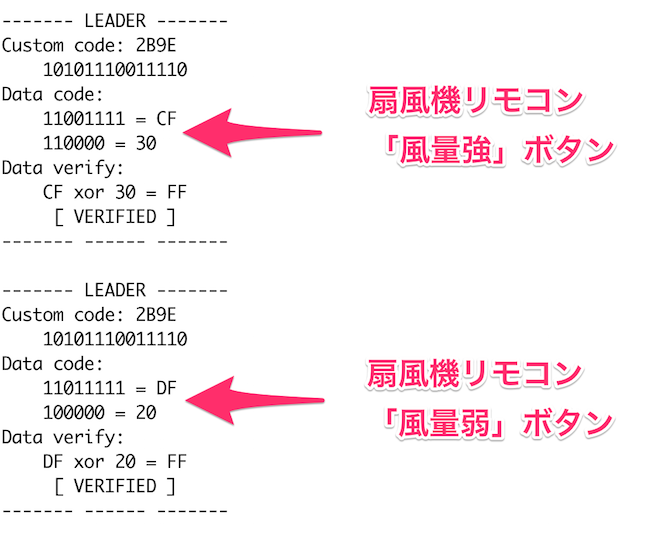 ------- LEADER -------
Custom code: 2B9E
10101110011110
Data code:
11001111 = CF
110000 = 30
Data verify:
CF xor 30 = FF
[ VERIFIED ]
------- ------ -------
扇風機リモコン
「風量強」ボタン
------- LEADER -------
Custom code: 2B9E
10101110011110
Data code:
11011111 = DF
100000 = 20
Data verify:
DF xor 20 = FF
[ VERIFIED ]
------- ------ -------
扇風機リモコン
「風量弱」ボタン